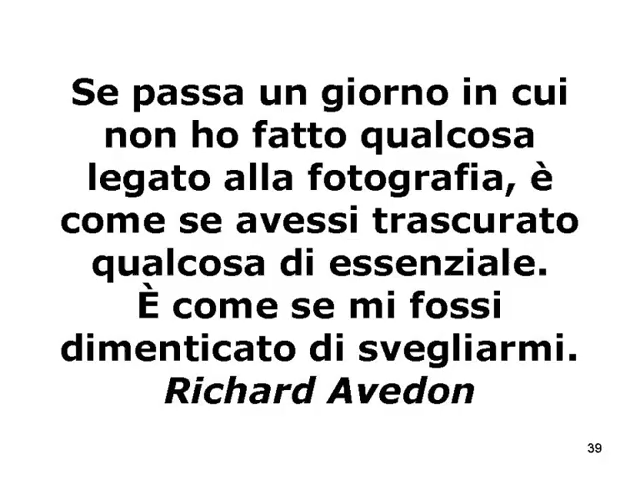 Se passa un giorno in cui
non ho fatto qualcosa
legato alla fotografia, è
come se avessi trascurato
qualcosa di essenziale.
È come se mi fossi
dimenticato di svegliarmi.
Richard Avedon
39